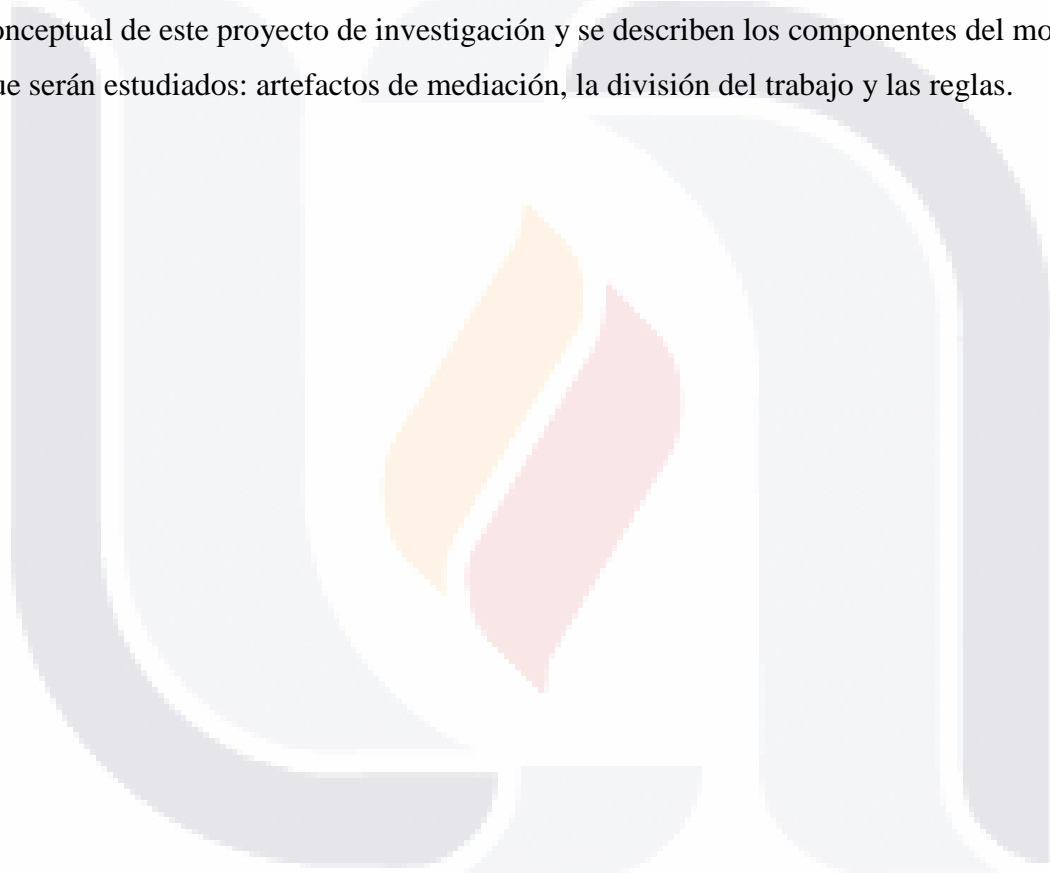 onceptual de este proyecto de investigación y se describen los componentes del mo
ue serán estudiados: artefactos de mediación, la división del trabajo y las reglas.